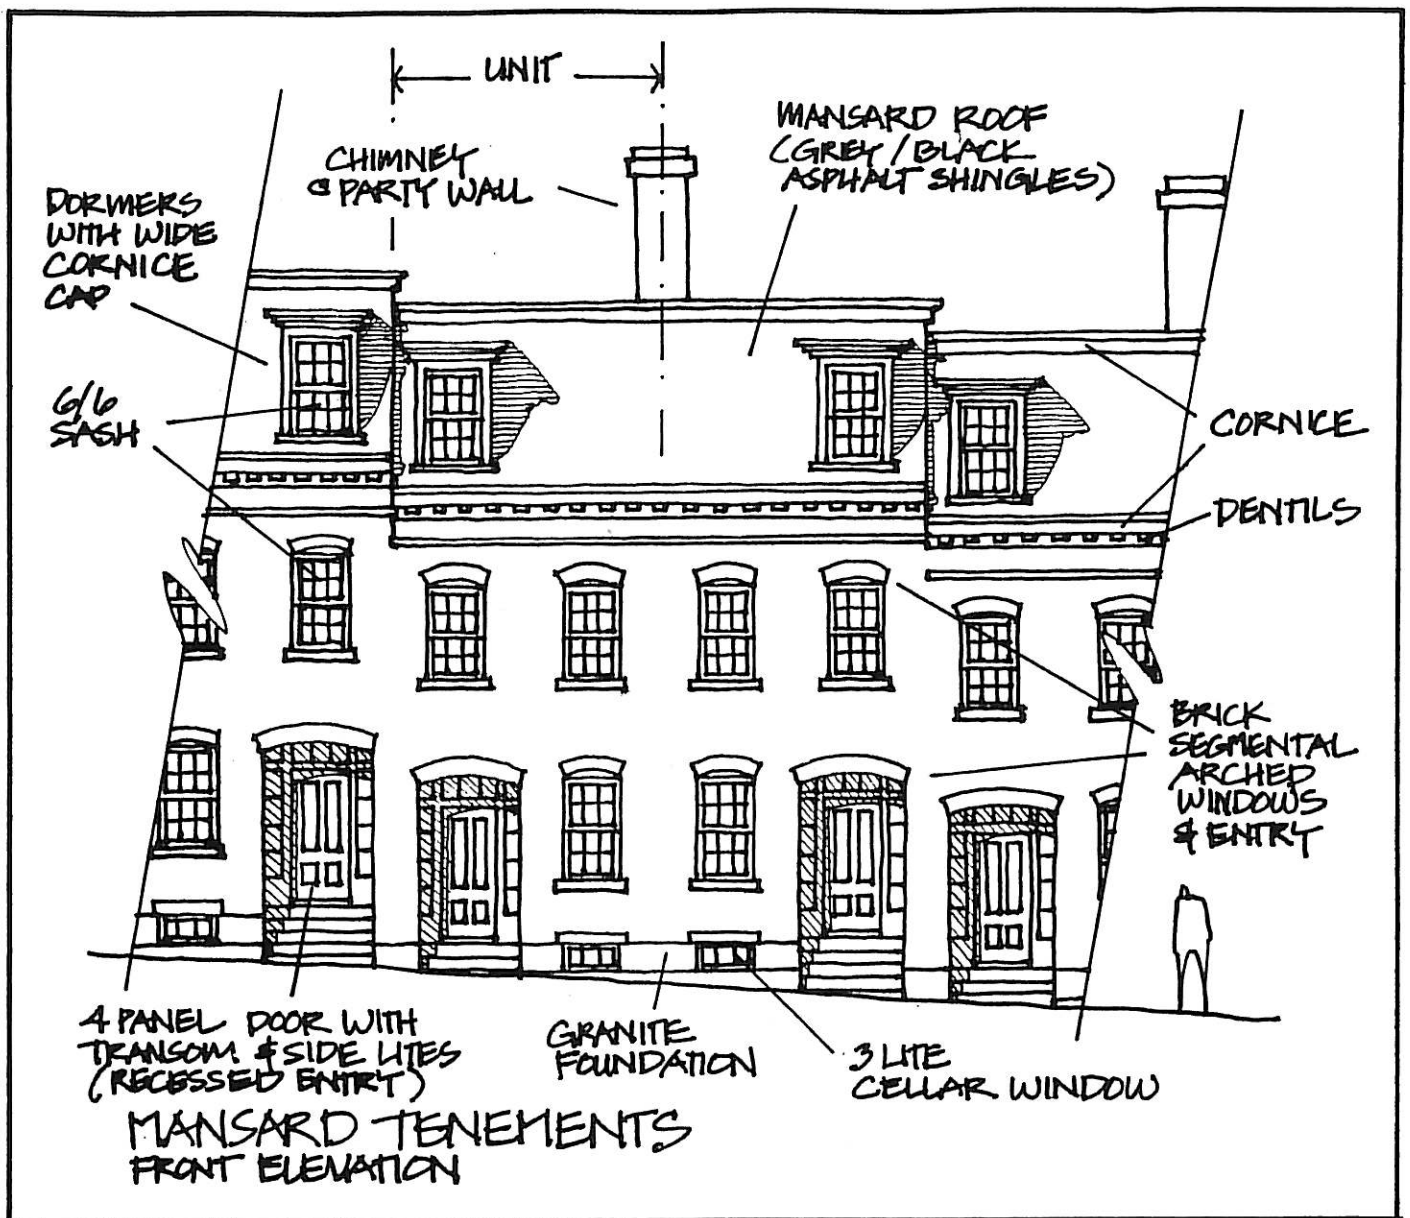 UNIT
CHIMNEY
@ PARTY WALL
MANSARD ROOF
(GREY / BLACK
ASPHALT SHINGLES)
DORMERS
WITH WIDE
CORNICE
CAP
6/6
SASH
CORNICE
DENTILS
BRICK
SEGMENTAL
ARCHED
WINDOWS
& ENTRY
4 PANEL DOOR WITH
TRANSOM & SIDE LITES
(RECESSED ENTRY)
GRANITE
FOUNDATION
3 LITE
CELLAR WINDOW
MANSARD TENEMENTS
FRONT ELEVATION